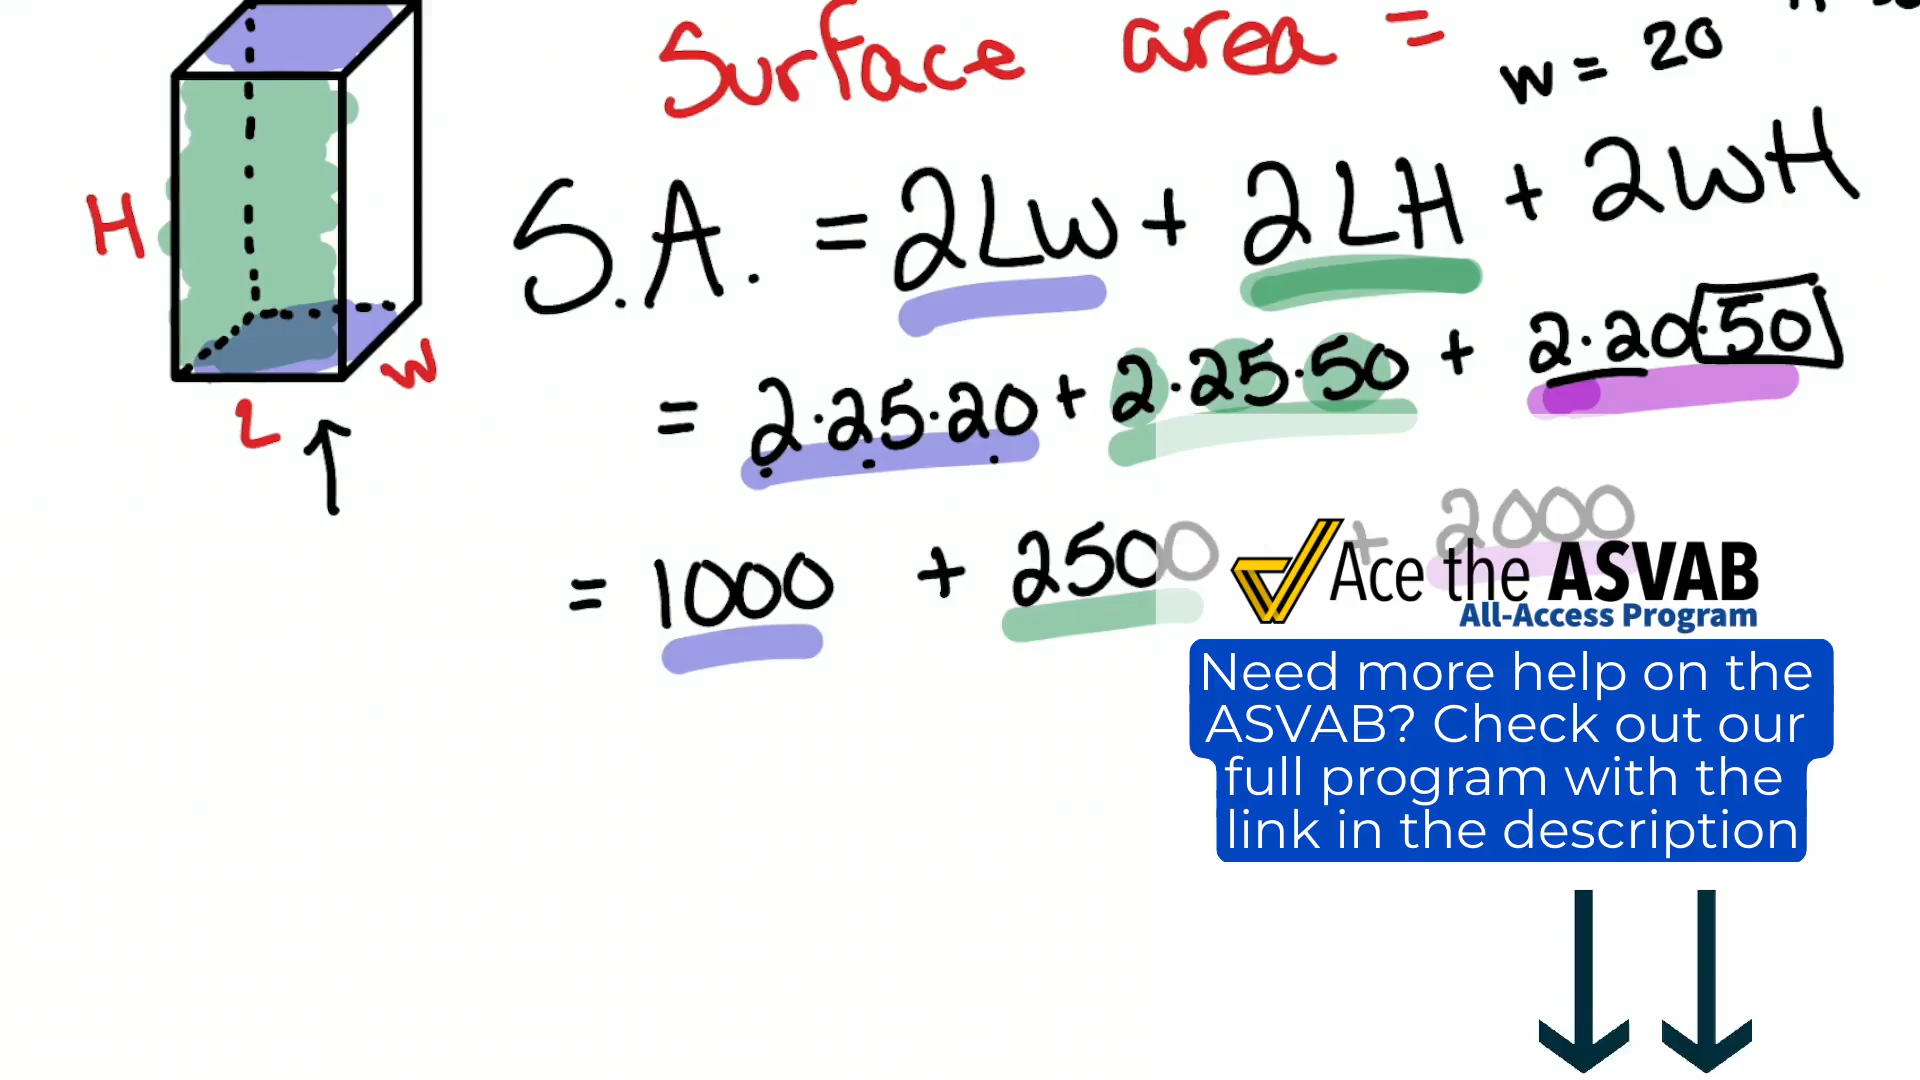 Surface area =
w = 20
S.A. = 2LW + 2LH + 2WH
= 2·25·20 + 2·25·50 + 2·20·50
= 1000 + 2500 + 2000
H
W
L
Ace the ASVAB
All-Access Program
Need more help on the
ASVAB? Check out our
full program with the
link in the description